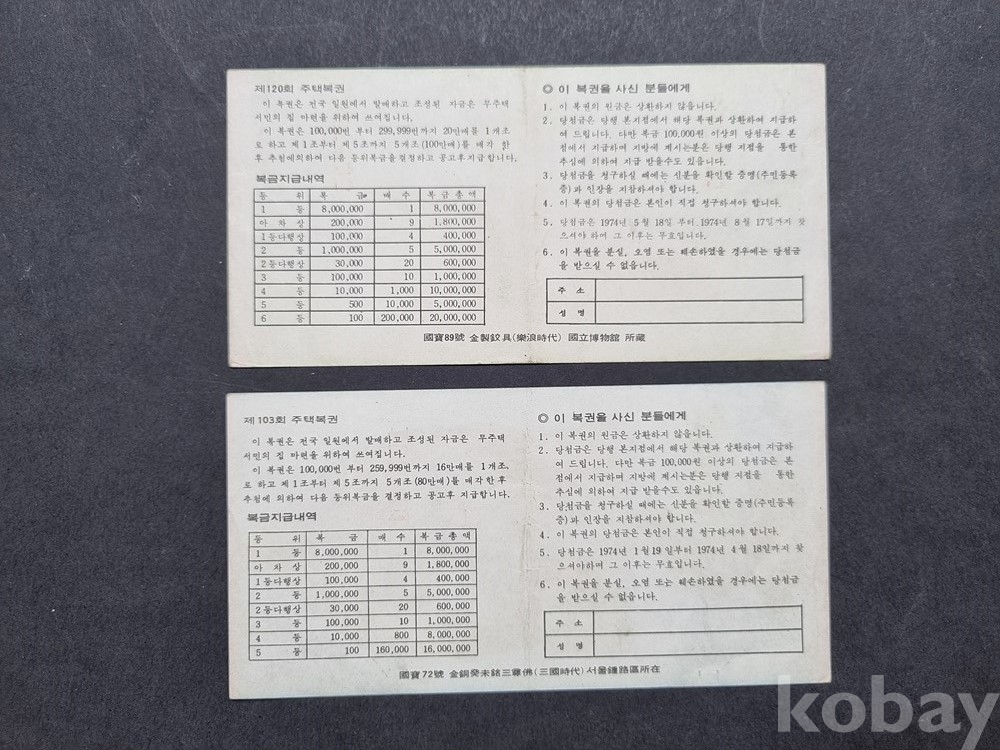 제120회 주택복권
이 복권은 전국 일원에서 발매하고 조성된 자금은 무주택
서민의 집 마련을 위하여 쓰여집니다.
이 복권은 100,000번 부터 299,999번까지 20만매를 1개조
로 하고 제1조부터 제5조까지 5개조(100만매)를 매각 한
후 추첨에의하여 다음 등위복금을결정하고 공고후지급합니다.
복금지급내역
등 위 복 금 매 수 복금총액
1 등 8,000,000 1 8,000,000
아 차 상 200,000 9 1,800,000
1등다행상 100,000 4 400,000
2 등 1,000,000 5 5,000,000
2등다행상 30,000 20 600,000
3 등 100,000 10 1,000,000
4 등 10,000 1,000 10,000,000
5 등 500 10,000 5,000,000
6 등 100 200,000 20,000,000
◎ 이 복권을 사신 분들에게
1. 이 복권의 원금은 상환하지 않읍니다.
2. 당첨금은 당행 본지점에서 해당 복권과 상환하여 지급하
여 드립니다. 다만 복금 100,000원 이상의 당첨금은 본
점에서 지급하며 지방에 제시는분은 당행 지점을 통한
추심에 의하여 지급 받을수도 있읍니다.
3. 당첨금을 청구하실 때에는 신분을 확인할 증명(주민등록
증)과 인장을 지참하셔야 합니다.
4. 이 복권의 당첨금은 본인이 직접 청구하셔야 합니다.
5. 당첨금은 1974년 5월 18일 부터 1974년 8월 17일까지 찾
으셔야 하며 그 이후는 무효입니다.
6. 이 복권을 분실, 오염 또는 훼손하였을 경우에는 당첨금
을 받으실 수 없읍니다.
주 소
성 명
國寶89號 金製鉸具(樂浪時代) 國立博物館 所藏
제103회 주택복권
이 복권은 전국 일원에서 발매하고 조성된 자금은 무주택
서민의 집 마련을 위하여 쓰여집니다.
이 복권은 100,000번 부터 259,999번까지 16만매를 1개조.
로 하고 제1조부터 제5조까지 5개조(80만매)를 매각한후
추첨에 의하여 다음 등위복금을 결정하고 공고후 지급합니다.
복금지급내역
등 위 복 금 매 수 복금총액
1 등 8,000,000 1 8,000,000
아 차 상 200,000 9 1,800,000
1등다행상 100,000 4 400,000
2 등 1,000,000 5 5,000,000
2등다행상 30,000 20 600,000
3 등 100,000 10 1,000,000
4 등 10,000 800 8,000,000
5 등 100 160,000 16,000,000
◎ 이 복권을 사신 분들에게
1. 이 복권의 원금은 상환하지 않읍니다.
2. 당첨금은 당행 본지점에서 해당 복권과 상환하여 지급하
여 드립니다. 다만 복금 100,000원 이상의 당첨금은 본
점에서 지급하며 지방에 제시는분은 당행 지점을 통한
추심에 의하여 지급 받을수도 있읍니다.
3. 당첨금을 청구하실 때에는 신분을 확인할 증명(주민등록
증)과 인장을 지참하셔야 합니다.
4. 이 복권의 당첨금은 본인이 직접 청구하셔야 합니다.
5. 당첨금은 1974년 1월19일부터 1974년 4월 18일까지 찾
으셔야하며 그 이후는 무효입니다.
6. 이 복권을 분실, 오염 또는 훼손하였을 경우에는 당첨금
을 받으실 수 없읍니다.
주 소
성 명
國寶72號 金銅癸未銘三尊佛(三國時代) 서울鍾路區所在
kobay